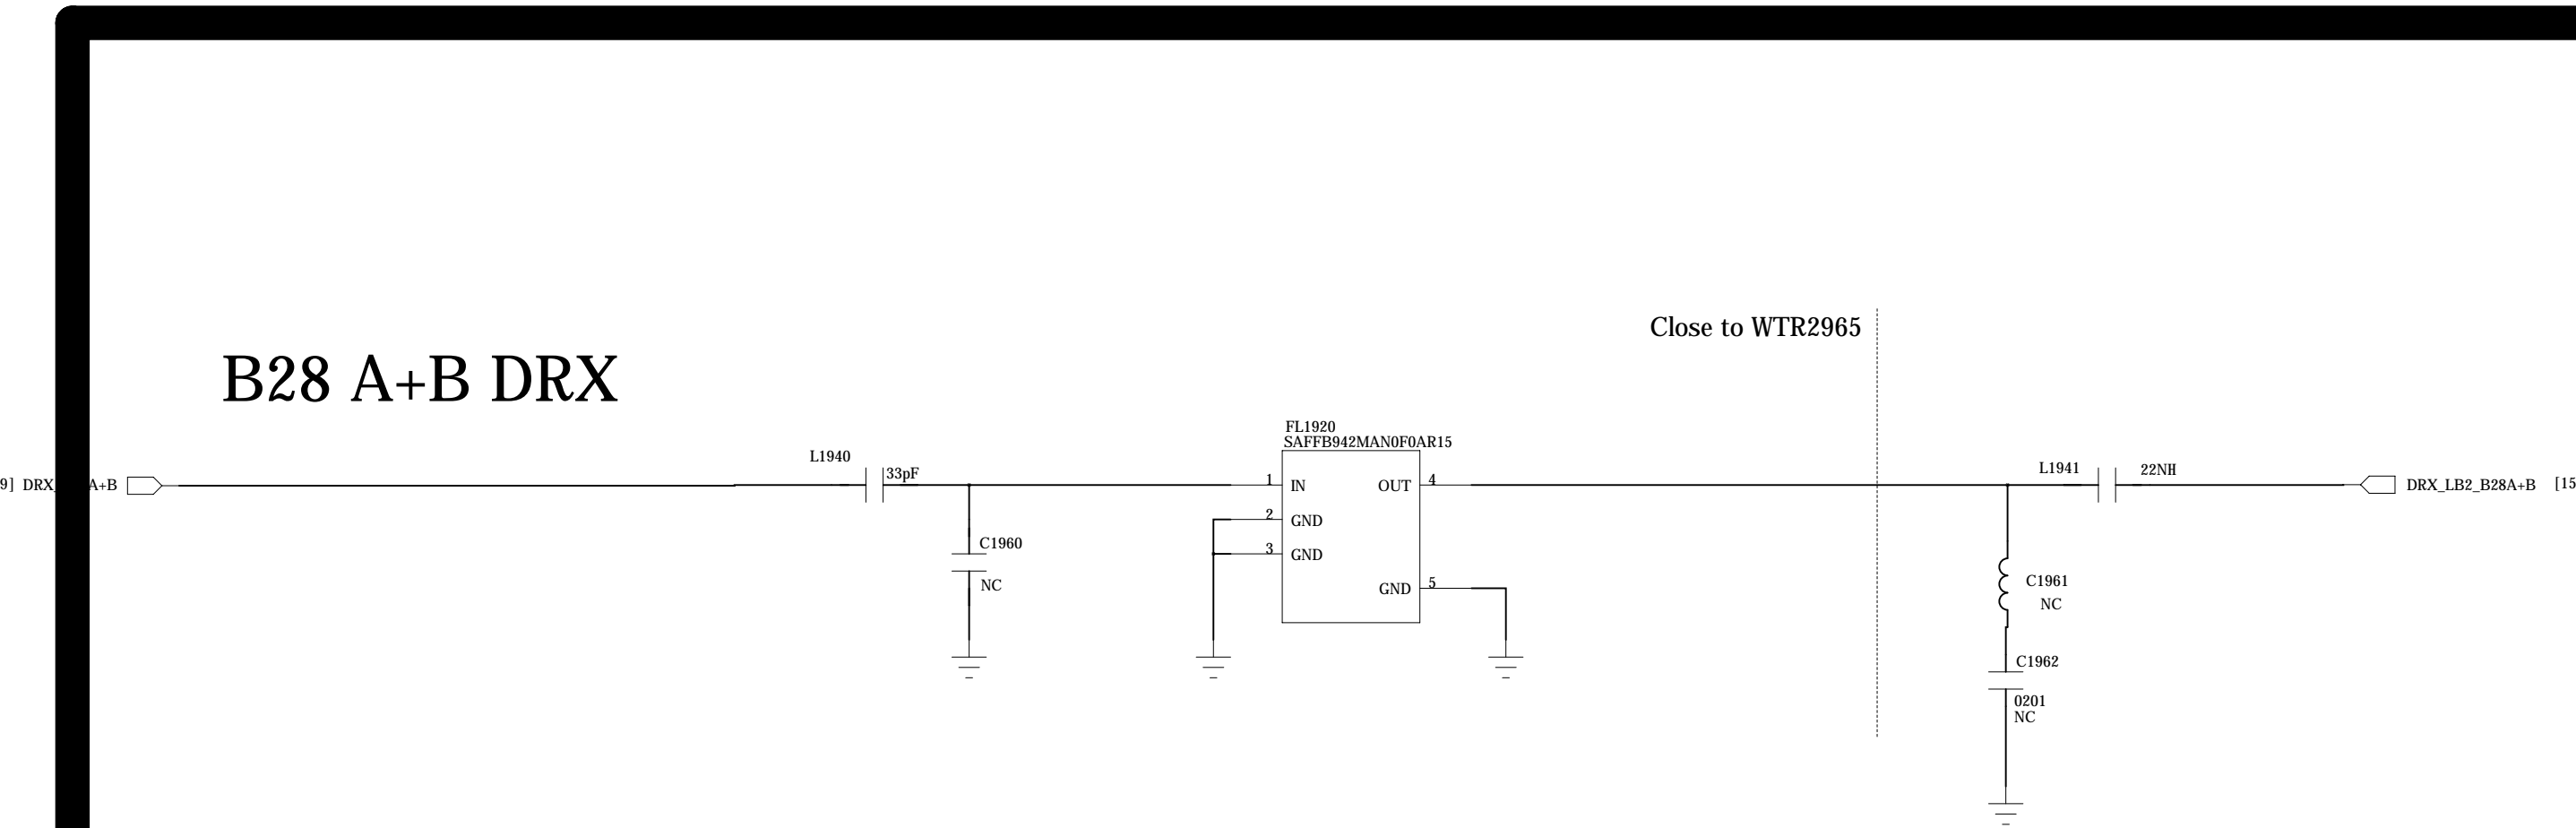 Close to WTR2965
B28 A+B DRX
FL1920
SAFFB942MAN0F0AR15
L1940
33pF
9] DRX_ A+B
1 IN
OUT 4
2 GND
3 GND
GND 5
C1960
NC
L1941
22NH
DRX_LB2_B28A+B [15
C1961
NC
C1962
0201
NC